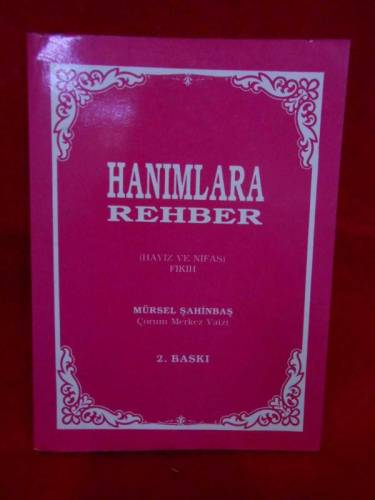 HANIMLARA
REHBER
(HAYIZ VE NİFAS)
FIKIH
MÜRSEL ŞAHİNBAŞ
Çorum Merkez Vaizi
2. BASKI